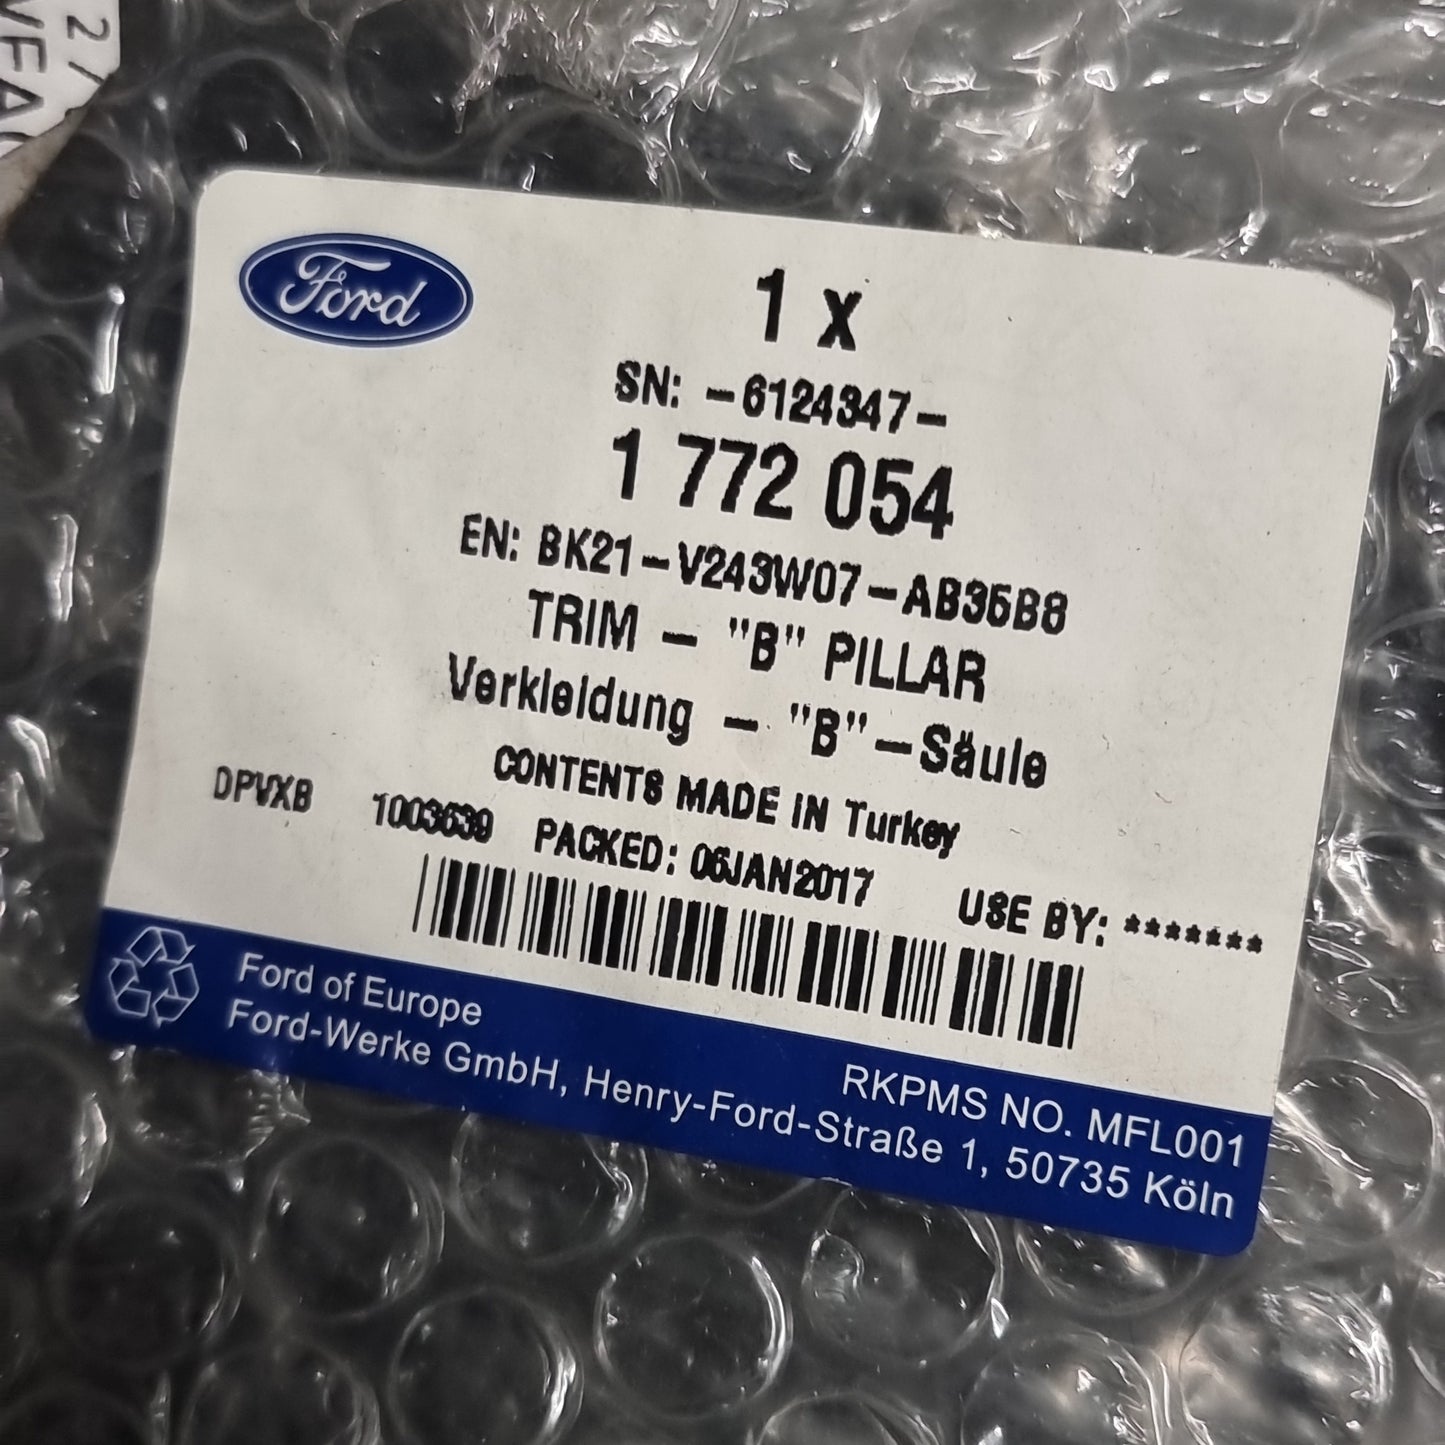 Ford
1 X
SN: -6124347-
1 772 054
EN: BK21-V243W07-AB35B8
TRIM - "B" PILLAR
Verkleidung - "B"-Säule
CONTENTS MADE IN Turkey
DPVXB 1003639 PACKED: 06JAN2017 USE BY: *******
Ford of Europe
RKPMS NO. MFL001
Ford-Werke GmbH, Henry-Ford-Straße 1, 50735 Köln